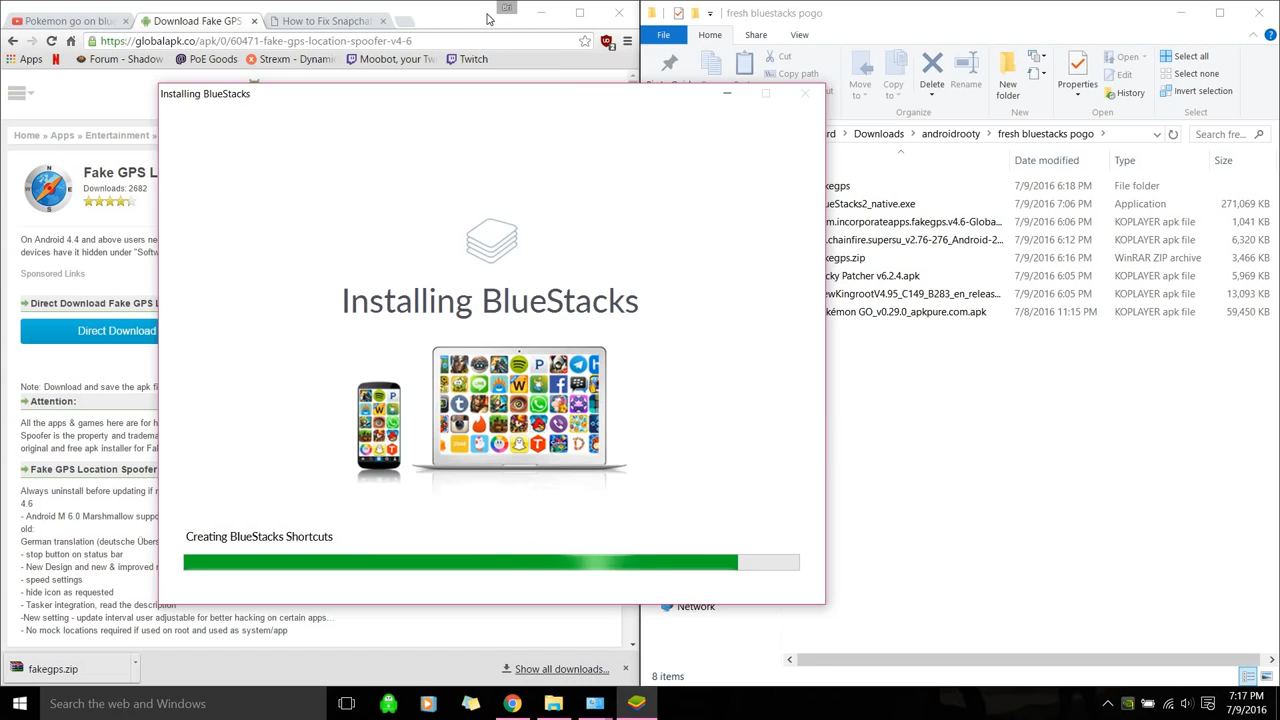 Pokemon go on blu
Download Fake GPS
How to Fix Snapcha
Bri
https://globalapk.co/apk/0/60471-fake-gps-location-spoofer-v4-6
Apps
Forum - Shadow
PoE Goods
Strexm - Dynami
Moobot, your Tw
Twitch
Home » Apps » Entertainment »
Fake GPS L
Downloads: 2682
On Android 4.4 and above users ne
devices have it hidden under "Softw
Sponsored Links
Direct Download Fake GPS L
Direct Download
Note: Download and save the apk fi
Attention:
All the apps & games here are for h
Spoofer is the property and tradema
original and free apk installer for Fa
Fake GPS Location Spoofer
Always uninstall before updating if
4.6
- Android M 6.0 Marshmallow suppo
old:
German translation (deutsche Übers
- stop button on status bar
- New Design and new & improved
- speed settings
- hide icon as requested
- Tasker integration, read the description
-New setting - update interval user adjustable for better hacking on certain apps...
- No mock locations required if used on root and used as system/app
fakegps.zip
Show all downloads...
Installing BlueStacks
Installing BlueStacks
Creating BlueStacks Shortcuts
fresh bluestacks pogo
File
Home
Share
View
Cut
Copy path
Move to
Copy to
Delete
Rename
New folder
Properties
Open
Edit
History
Select all
Select none
Invert selection
Organize
New
Open
Select
rd
Downloads
androidrooty
fresh bluestacks pogo
Search fre...
Date modified
Type
Size
kegps 7/9/2016 6:18 PM File folder
ueStacks2_native.exe 7/9/2016 7:06 PM Application 271,069 KB
m.incorporateapps.fakegps.v4.6-Globa... 7/9/2016 6:06 PM KOPLAYER apk file 1,041 KB
.chainfire.supersu_v2.76-276_Android-2... 7/9/2016 6:12 PM KOPLAYER apk file 6,320 KB
kegps.zip 7/9/2016 6:18 PM WinRAR ZIP archive 3,466 KB
cky Patcher v6.2.4.apk 7/9/2016 6:05 PM KOPLAYER apk file 5,969 KB
ewKingrootV4.95_C149_B283_en_releas... 7/9/2016 6:05 PM KOPLAYER apk file 13,093 KB
kémon GO_v0.29.0_apkpure.com.apk 7/8/2016 11:15 PM KOPLAYER apk file 59,450 KB
Network
8 items
Search the web and Windows
7:17 PM
7/9/2016